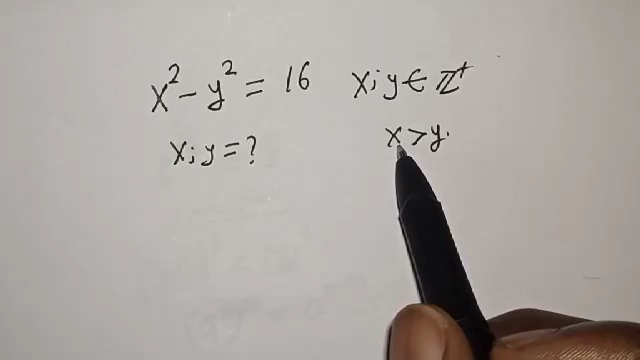 x² - y² = 16 x; y ∈ ℤ⁺
x; y = ? x > y.